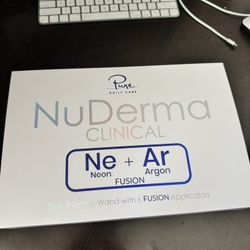 Pure
DAILY CARE
NuDerma
CLINICAL
Ne + Ar
Neon Argon
FUSION
Skin Therapy Wand with 6 FUSION Applicators